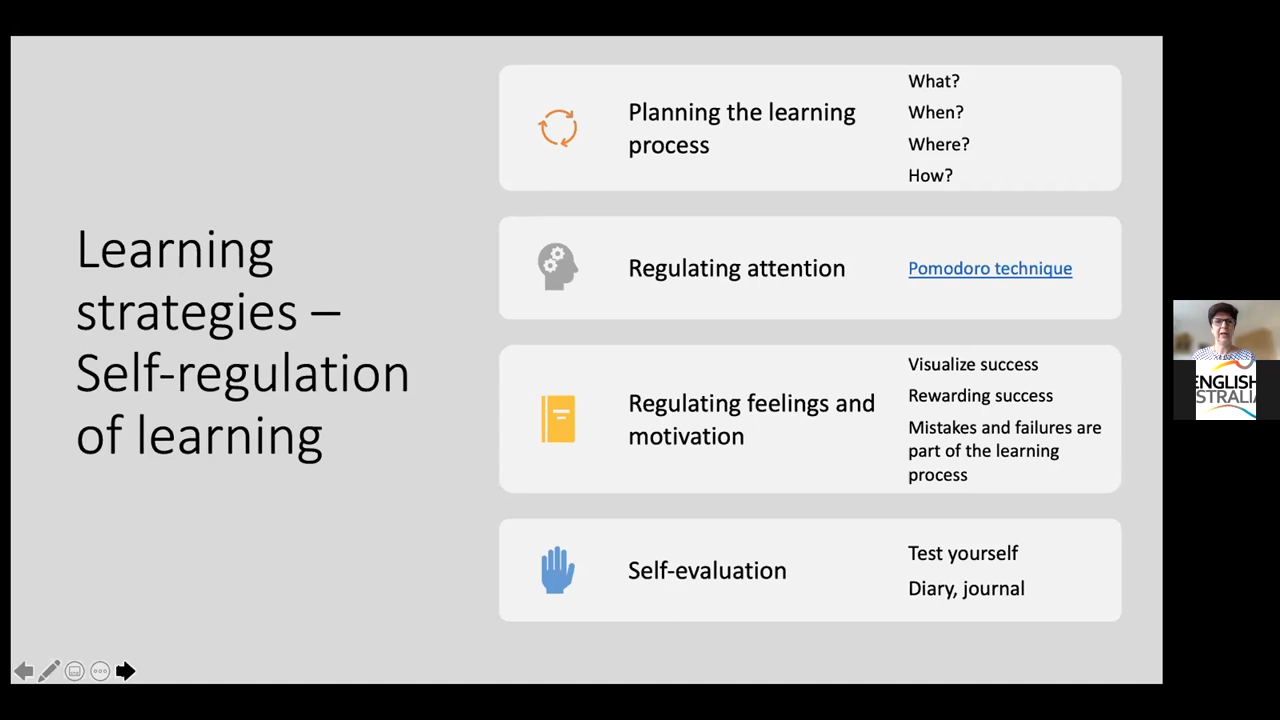 Learning
strategies –
Self-regulation
of learning
Planning the learning
process
What?
When?
Where?
How?
Regulating attention
Pomodoro technique
Regulating feelings and
motivation
Visualize success
Rewarding success
Mistakes and failures are
part of the learning
process
Self-evaluation
Test yourself
Diary, journal
ENGLISH